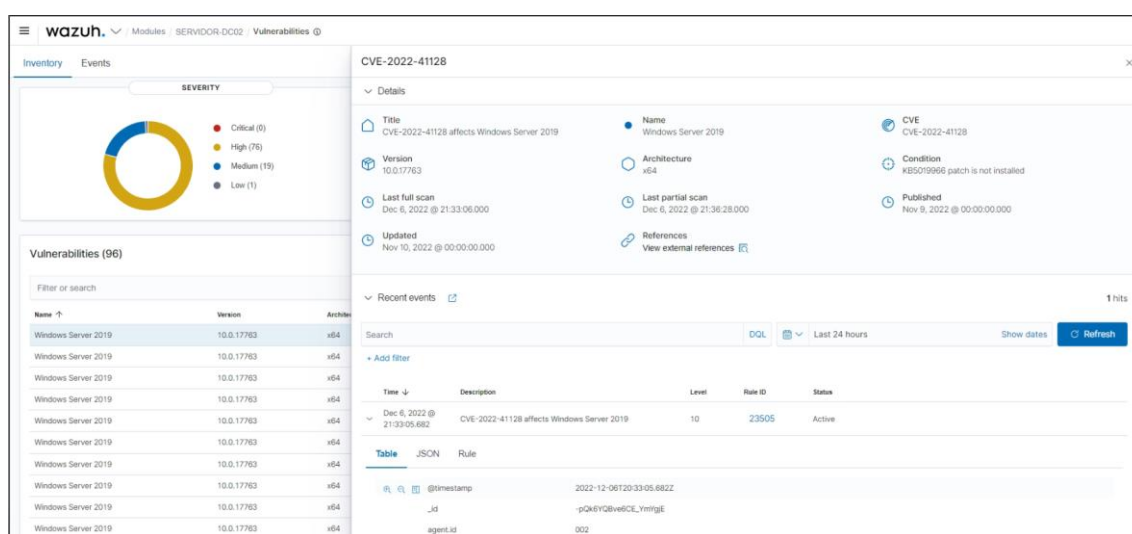 wazuh. / Modules / SERVIDOR-DC02 / Vulnerabilities
Inventory Events
SEVERITY
Critical (0)
High (76)
Medium (19)
Low (1)
Vulnerabilities (96)
Filter or search
Name Version
Windows Server 2019 10.0.17763 x64
Windows Server 2019 10.0.17763 x64
Windows Server 2019 10.0.17763 x64
Windows Server 2019 10.0.17763 x64
Windows Server 2019 10.0.17763 x64
Windows Server 2019 10.0.17763 x64
Windows Server 2019 10.0.17763 x64
Windows Server 2019 10.0.17763 x64
Windows Server 2019 10.0.17763 x64
Windows Server 2019 10.0.17763 x64
CVE-2022-41128
Details
Title Name CVE
CVE-2022-41128 affects Windows Server 2019 Windows Server 2019 CVE-2022-41128
Version Architecture Condition
10.0.17763 x64 KB5019966 patch is not installed
Last full scan Last partial scan Published
Dec 6, 2022 @ 21:33:06.000 Dec 6, 2022 @ 21:36:28.000 Nov 9, 2022 @ 00:00:00.000
Updated References
Nov 10, 2022 @ 00:00:00.000 View external references
Recent events 1 hits
Search DQL Last 24 hours Show dates Refresh
+ Add filter
Time Description Level Rule ID Status
Dec 6, 2022 @
21:33:05.682 CVE-2022-41128 affects Windows Server 2019 10 23505 Active
Table JSON Rule
@timestamp 2022-12-06T20:33:05.682Z
_id
agent.id 002